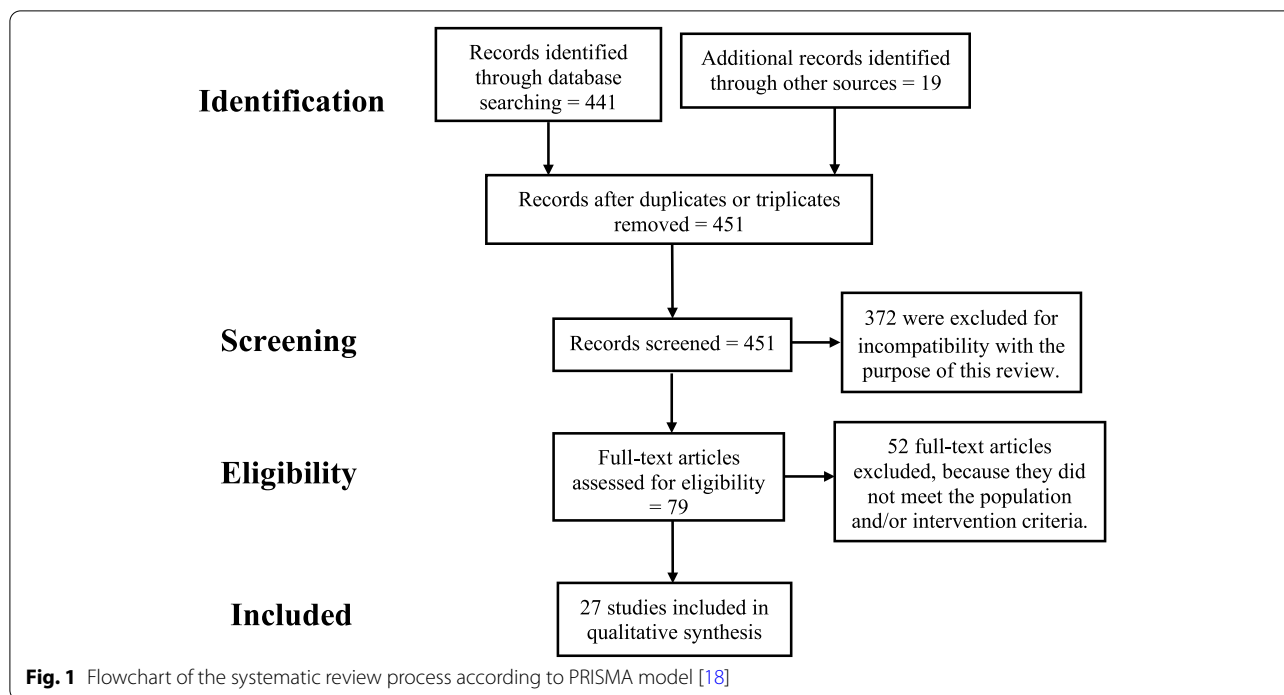 Identification
Records identified
through database
searching = 441
Additional records identified
through other sources = 19
Records after duplicates or triplicates
removed = 451
Screening
Records screened = 451
372 were excluded for
incompatibility with the
purpose of this review.
Eligibility
Full-text articles
assessed for eligibility
= 79
52 full-text articles
excluded, because they did
not meet the population
and/or intervention criteria.
Included
27 studies included in
qualitative synthesis
Fig. 1 Flowchart of the systematic review process according to PRISMA model [18]